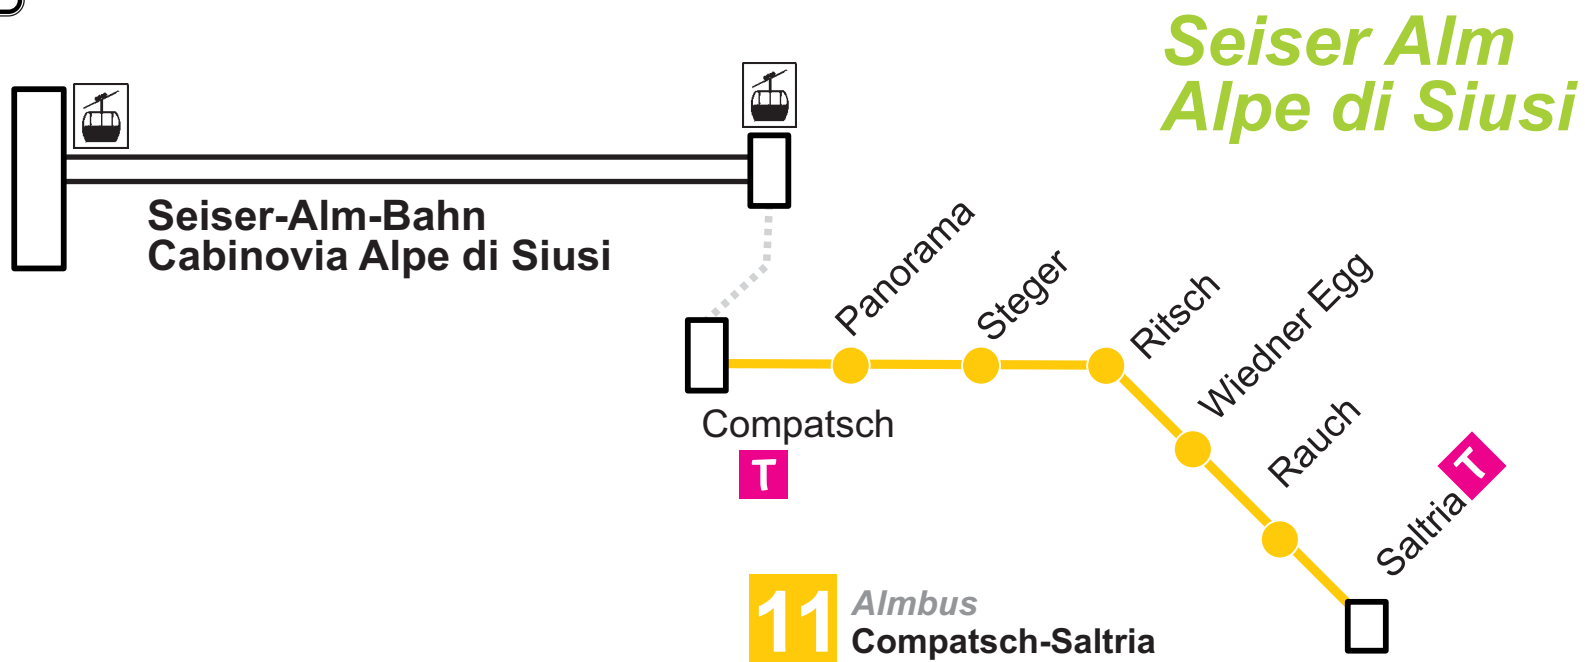 Seiser Alm
Alpe di Siusi
Seiser-Alm-Bahn
Cabinovia Alpe di Siusi
Panorama
Steger
Ritsch
Wiedner Egg
Rauch
Saltria T
Compatsch
T
11 Almbus
Compatsch-Saltria